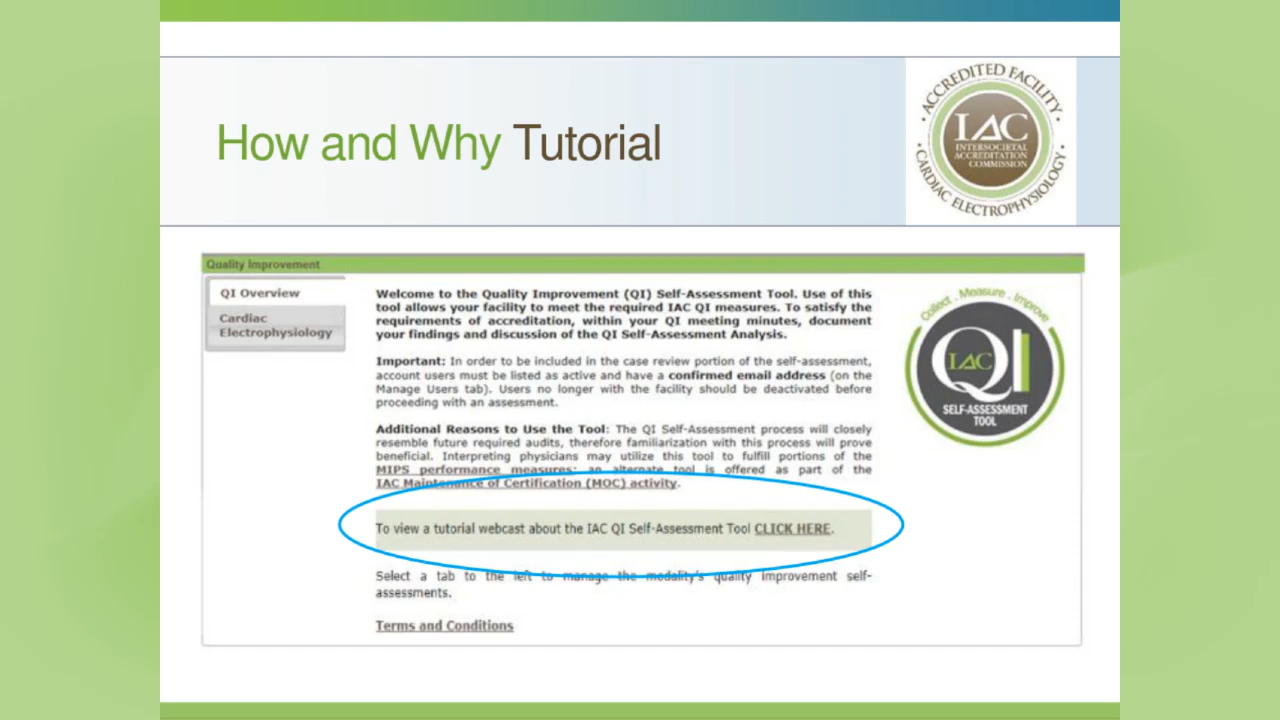 How and Why Tutorial
ACCREDITED FACILITY
IAC
INTERSOCIETAL
ACCREDITATION
COMMISSION
CARDIAC ELECTROPHYSIOLOGY
Quality Improvement
QI Overview
Cardiac
Electrophysiology
Welcome to the Quality Improvement (QI) Self-Assessment Tool. Use of this
tool allows your facility to meet the required IAC QI measures. To satisfy the
requirements of accreditation, within your QI meeting minutes, document
your findings and discussion of the QI Self-Assessment Analysis.
Important: In order to be included in the case review portion of the self-assessment,
account users must be listed as active and have a confirmed email address (on the
Manage Users tab). Users no longer with the facility should be deactivated before
proceeding with an assessment.
Additional Reasons to Use the Tool: The QI Self-Assessment process will closely
resemble future required audits, therefore familiarization with this process will prove
beneficial. Interpreting physicians may utilize this tool to fulfill portions of the
MIPS performance measures; an alternate tool is offered as part of the
IAC Maintenance of Certification (MOC) activity.
To view a tutorial webcast about the IAC QI Self-Assessment Tool CLICK HERE.
Select a tab to the left to manage the modality's quality improvement self-
assessments.
Terms and Conditions
Collect . Measure . Improve
IAC
QI
SELF-ASSESSMENT
TOOL